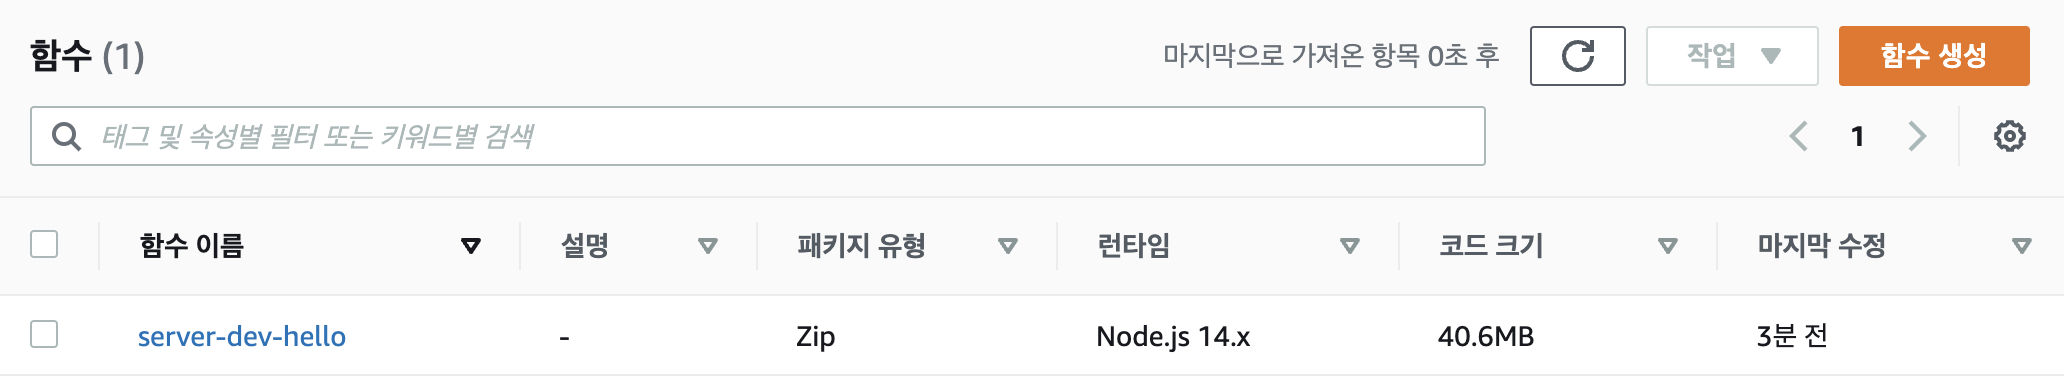 함수 (1) 마지막으로 가져온 항목 0초 후 작업 함수 생성
태그 및 속성별 필터 또는 키워드별 검색 1
함수 이름 설명 패키지 유형 런타임 코드 크기 마지막 수정
server-dev-hello - Zip Node.js 14.x 40.6MB 3분 전